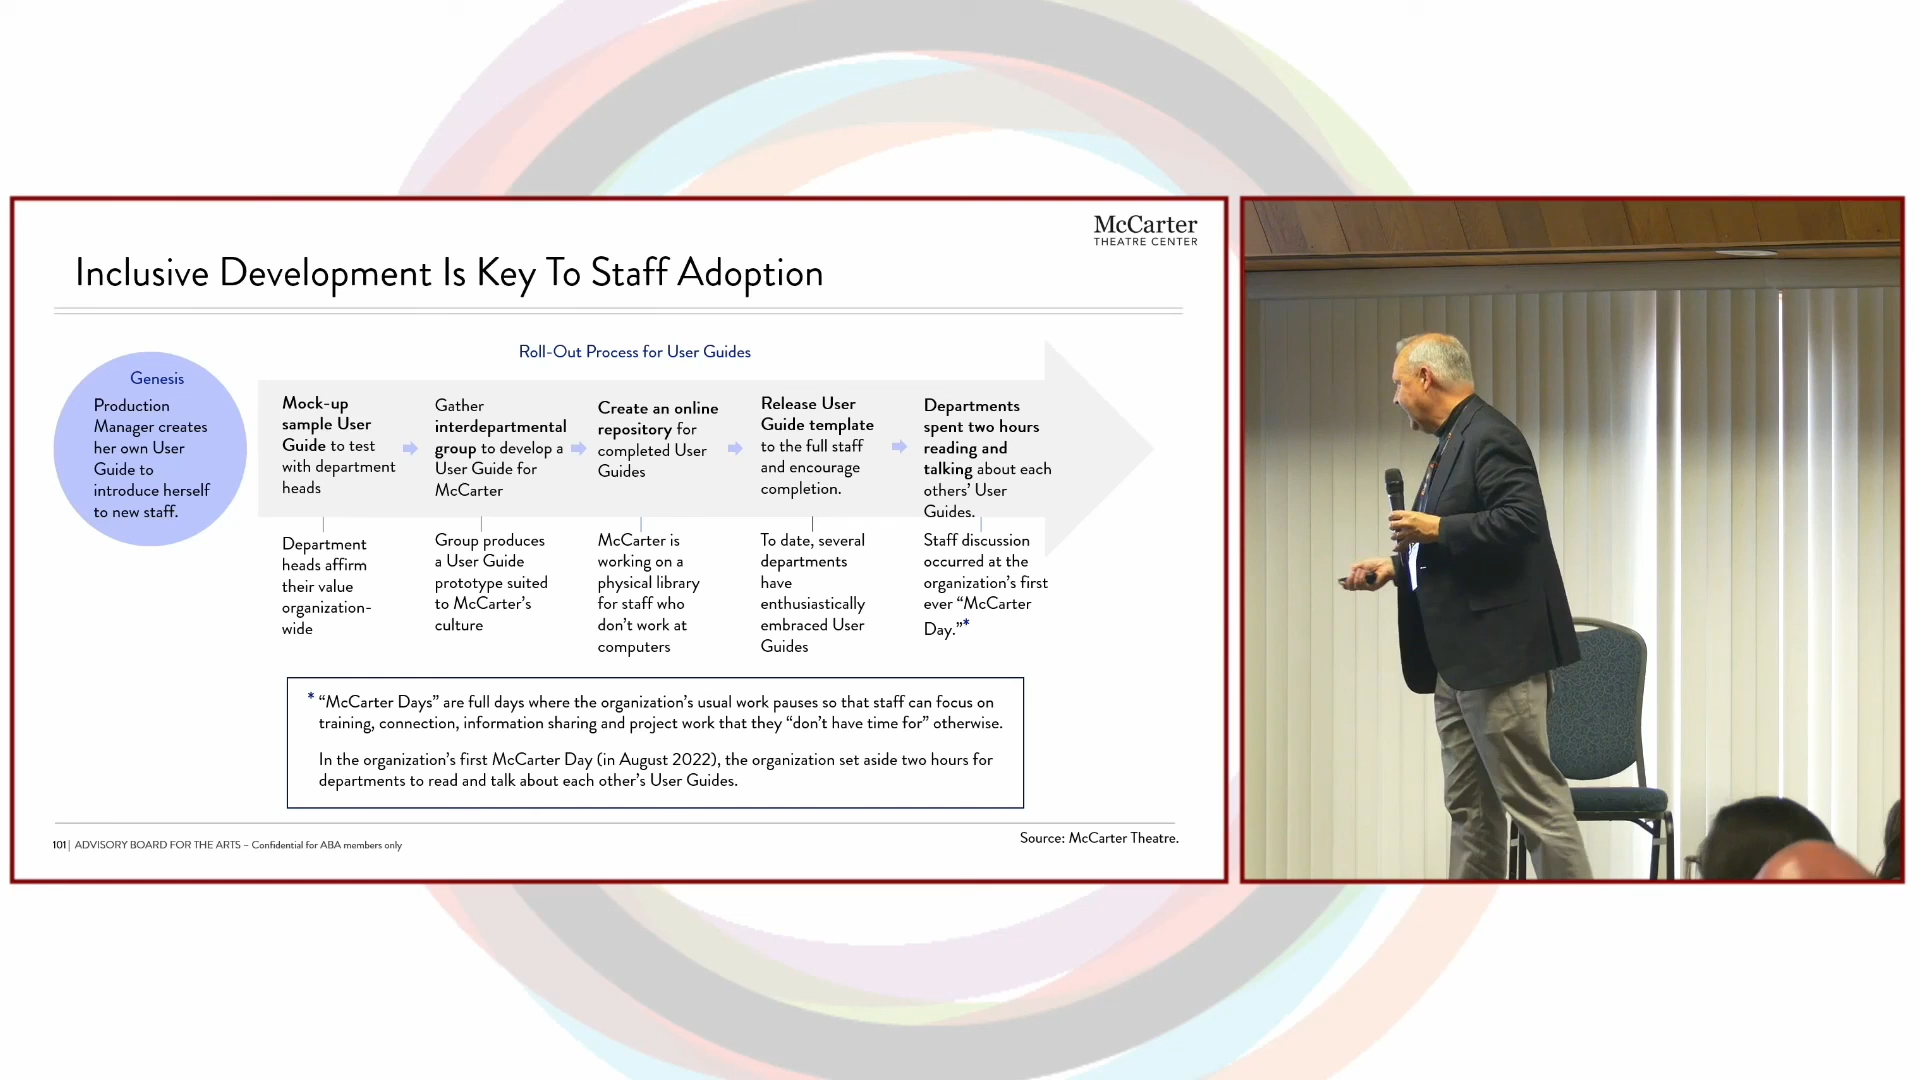 McCarter
THEATRE CENTER
Inclusive Development Is Key To Staff Adoption
Roll-Out Process for User Guides
Genesis
Production
Manager creates
her own User
Guide to
introduce herself
to new staff.
Mock-up
sample User
Guide to test
with department
heads
Gather
interdepartmental
group to develop a
User Guide for
McCarter
Create an online
repository for
completed User
Guides
Release User
Guide template
to the full staff
and encourage
completion.
Departments
spent two hours
reading and
talking about each
others’ User
Guides.
Department
heads affirm
their value
organization-
wide
Group produces
a User Guide
prototype suited
to McCarter’s
culture
McCarter is
working on a
physical library
for staff who
don’t work at
computers
To date, several
departments
have
enthusiastically
embraced User
Guides
Staff discussion
occurred at the
organization’s first
ever “McCarter
Day.”*
* “McCarter Days” are full days where the organization’s usual work pauses so that staff can focus on
training, connection, information sharing and project work that they “don’t have time for” otherwise.
In the organization’s first McCarter Day (in August 2022), the organization set aside two hours for
departments to read and talk about each other’s User Guides.
Source: McCarter Theatre.
101| ADVISORY BOARD FOR THE ARTS – Confidential for ABA members only